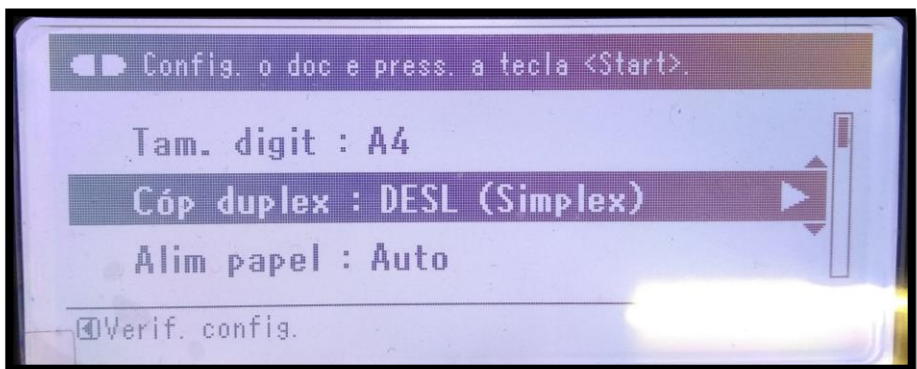 Config. o doc e press. a tecla <Start>.
Tam. digit : A4
Cóp duplex : DESL (Simplex)
Alim papel : Auto
Verif. config.